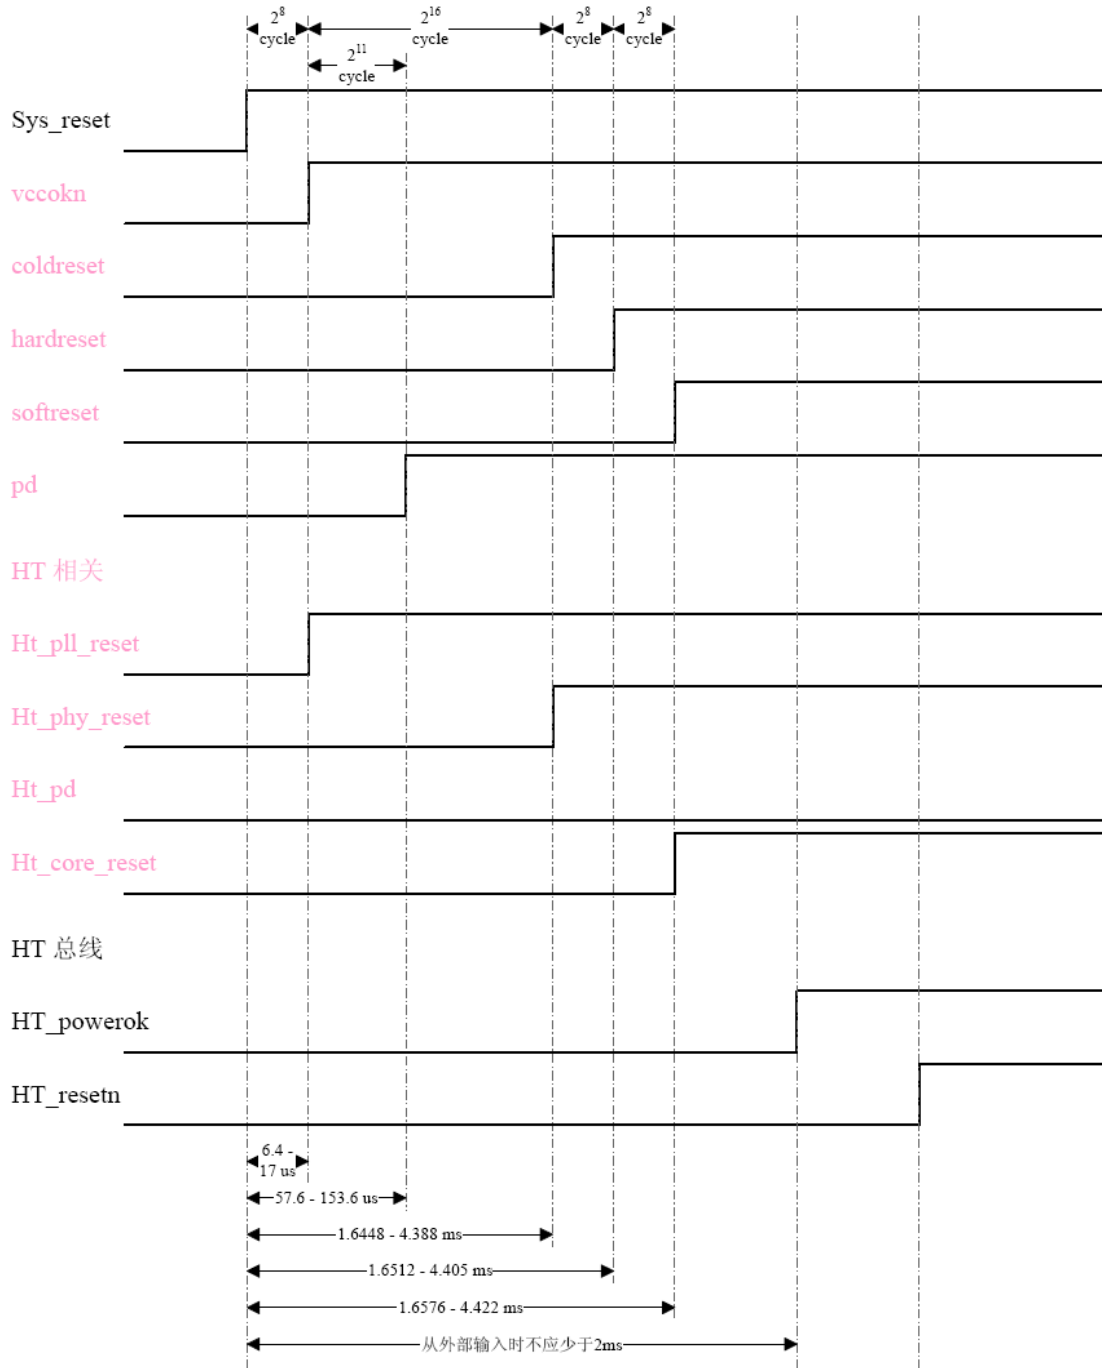 2⁸ cycle
2¹⁶ cycle
2⁸ cycle
2⁸ cycle
2¹¹ cycle
Sys_reset
vccokn
coldreset
hardreset
softreset
pd
HT 相关
Ht_pll_reset
Ht_phy_reset
Ht_pd
Ht_core_reset
HT 总线
HT_powerok
HT_resetn
6.4 -
17 us
57.6 - 153.6 us
1.6448 - 4.388 ms
1.6512 - 4.405 ms
1.6576 - 4.422 ms
从外部输入时不应少于2ms